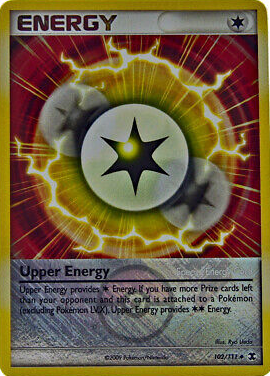 ENERGY
Upper Energy
Special Energy Card
Upper Energy provides ✶ Energy. If you have more Prize cards left
than your opponent and this card is attached to a Pokémon
(excluding Pokémon LV.X), Upper Energy provides ✶✶ Energy.
Illus. Ryo Ueda
©2009 Pokémon/Nintendo
102/111 ◆